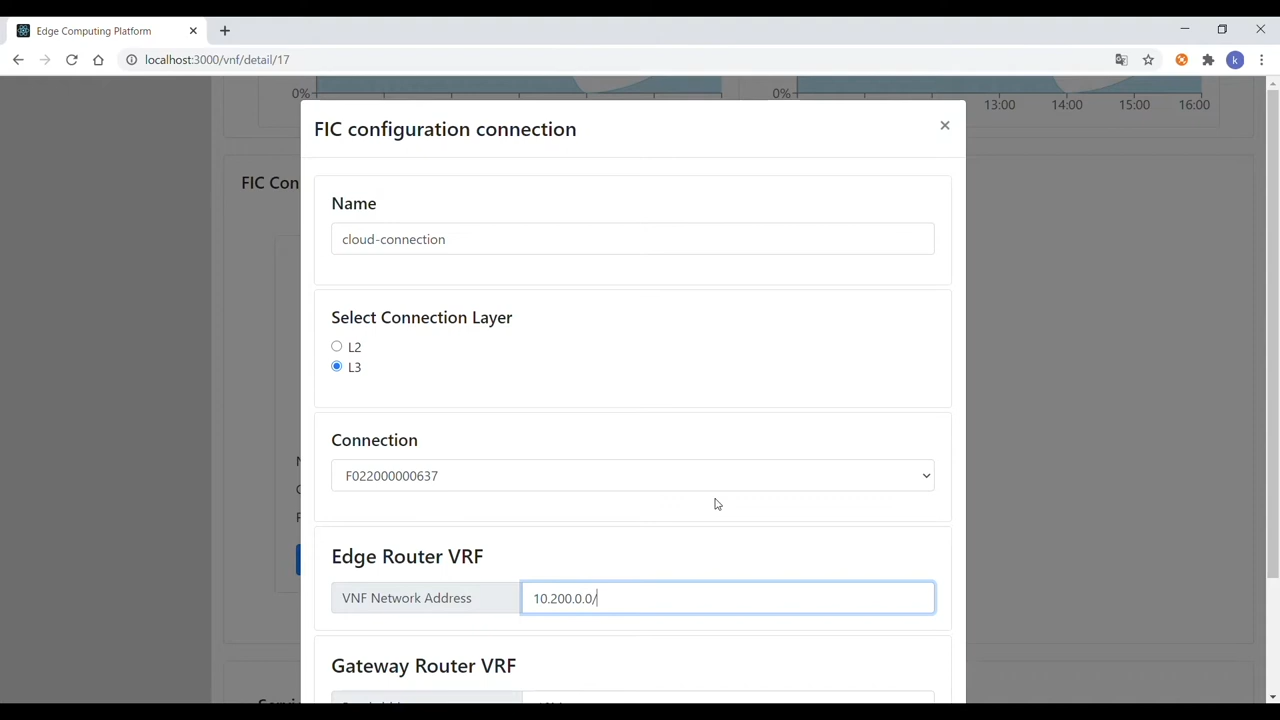 Edge Computing Platform
localhost:3000/vnf/detail/17
k
0%
0%
13:00 14:00 15:00 16:00
FIC configuration connection
×
FIC Con
Name
cloud-connection
Select Connection Layer
L2
L3
Connection
F022000000637
Edge Router VRF
VNF Network Address 10.200.0.0/
Gateway Router VRF